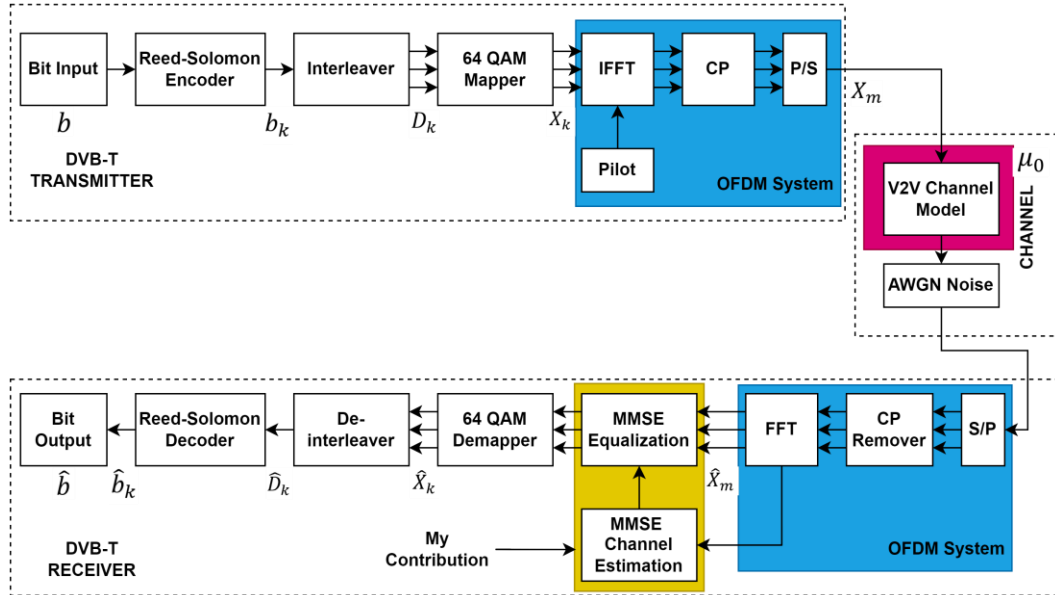 Bit Input
Reed-Solomon
Encoder
Interleaver
64 QAM
Mapper
IFFT
CP
P/S
b
b_k
D_k
X_k
X_m
Pilot
DVB-T
TRANSMITTER
OFDM System
μ_0
V2V Channel
Model
CHANNEL
AWGN Noise
Bit
Output
Reed-Solomon
Decoder
De-
interleaver
64 QAM
Demapper
MMSE
Equalization
FFT
CP
Remover
S/P
b̂
b̂_k
D̂_k
X̂_k
X̂_m
MMSE
Channel
Estimation
My
Contribution
DVB-T
RECEIVER
OFDM System